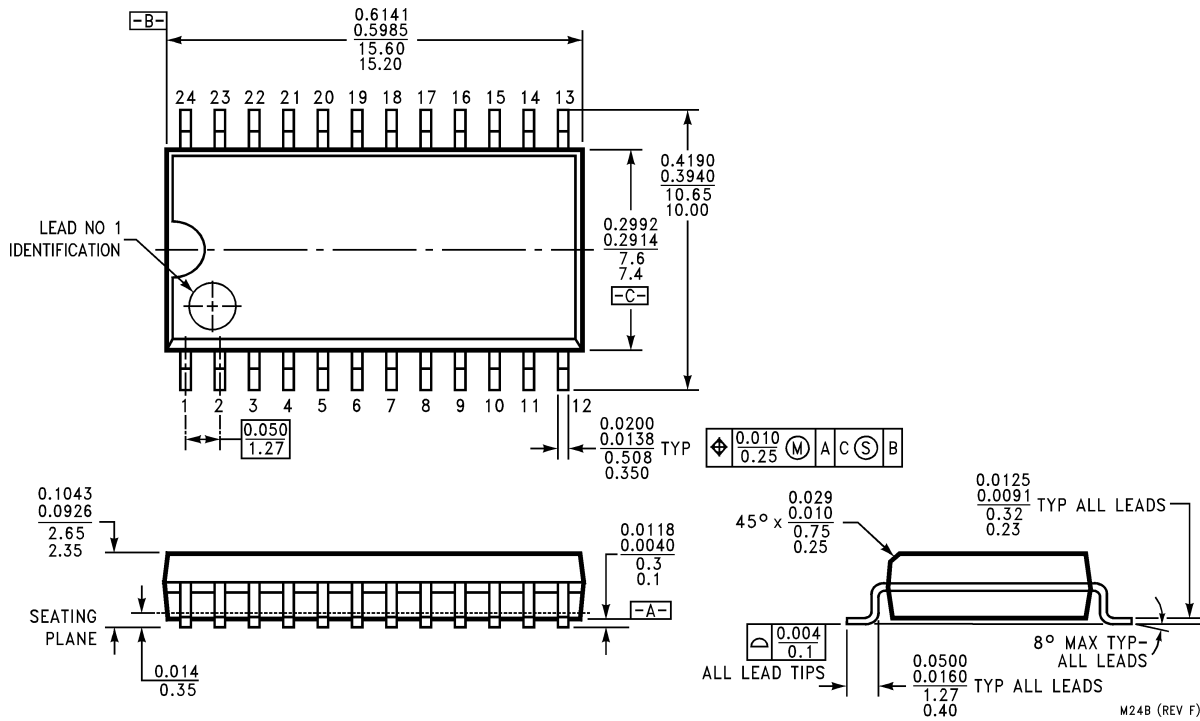 -B-
0.6141
0.5985
15.60
15.20
24 23 22 21 20 19 18 17 16 15 14 13
0.4190
0.3940
10.65
10.00
LEAD NO 1
IDENTIFICATION
0.2992
0.2914
7.6
7.4
-C-
1 2 3 4 5 6 7 8 9 10 11 12
0.050
1.27
0.0200
0.0138
0.508
0.350
TYP
⌖ 0.010 0.25 Ⓜ A C Ⓢ B
0.1043
0.0926
2.65
2.35
0.0118
0.0040
0.3
0.1
-A-
SEATING
PLANE
0.014
0.35
45° x
0.029
0.010
0.75
0.25
0.0125
0.0091
0.32
0.23
TYP ALL LEADS
0.004
0.1
ALL LEAD TIPS
0.0500
0.0160
1.27
0.40
TYP ALL LEADS
8° MAX TYP-
ALL LEADS
M24B (REV F)